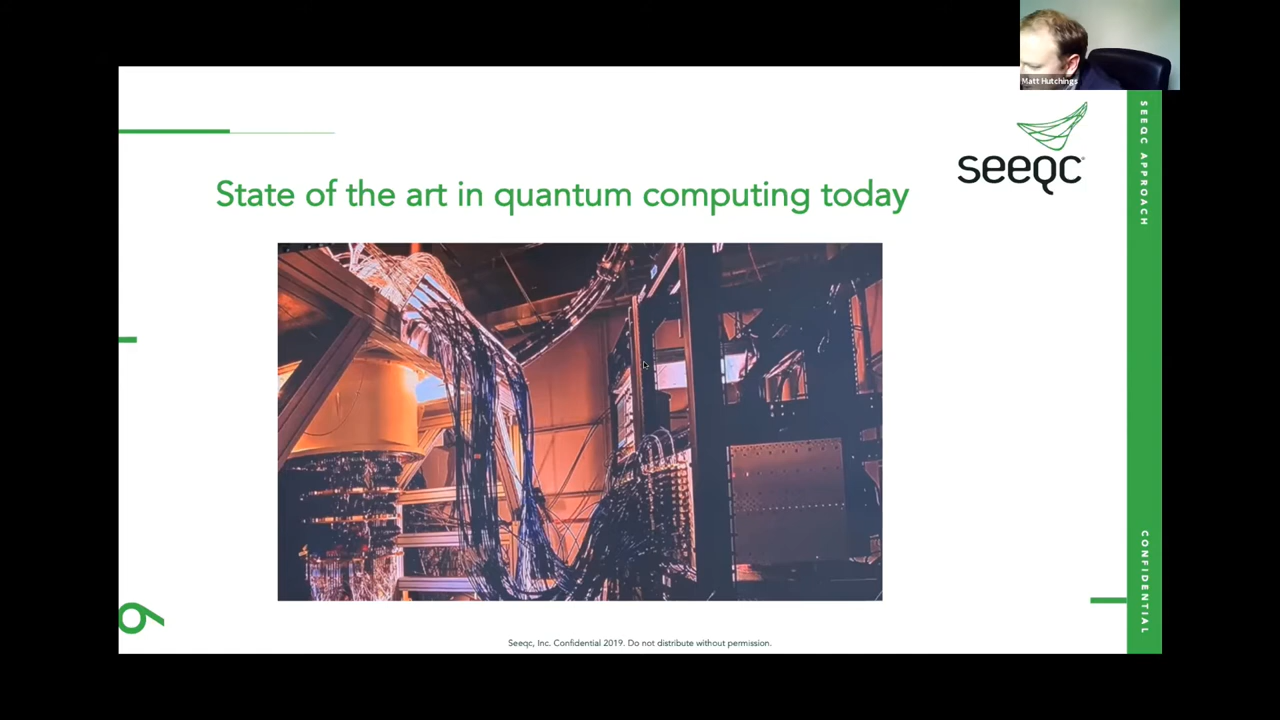 Matt Hutchings
SEEQC APPROACH
seeqc
State of the art in quantum computing today
CONFIDENTIAL
9
Seeqc, Inc. Confidential 2019. Do not distribute without permission.